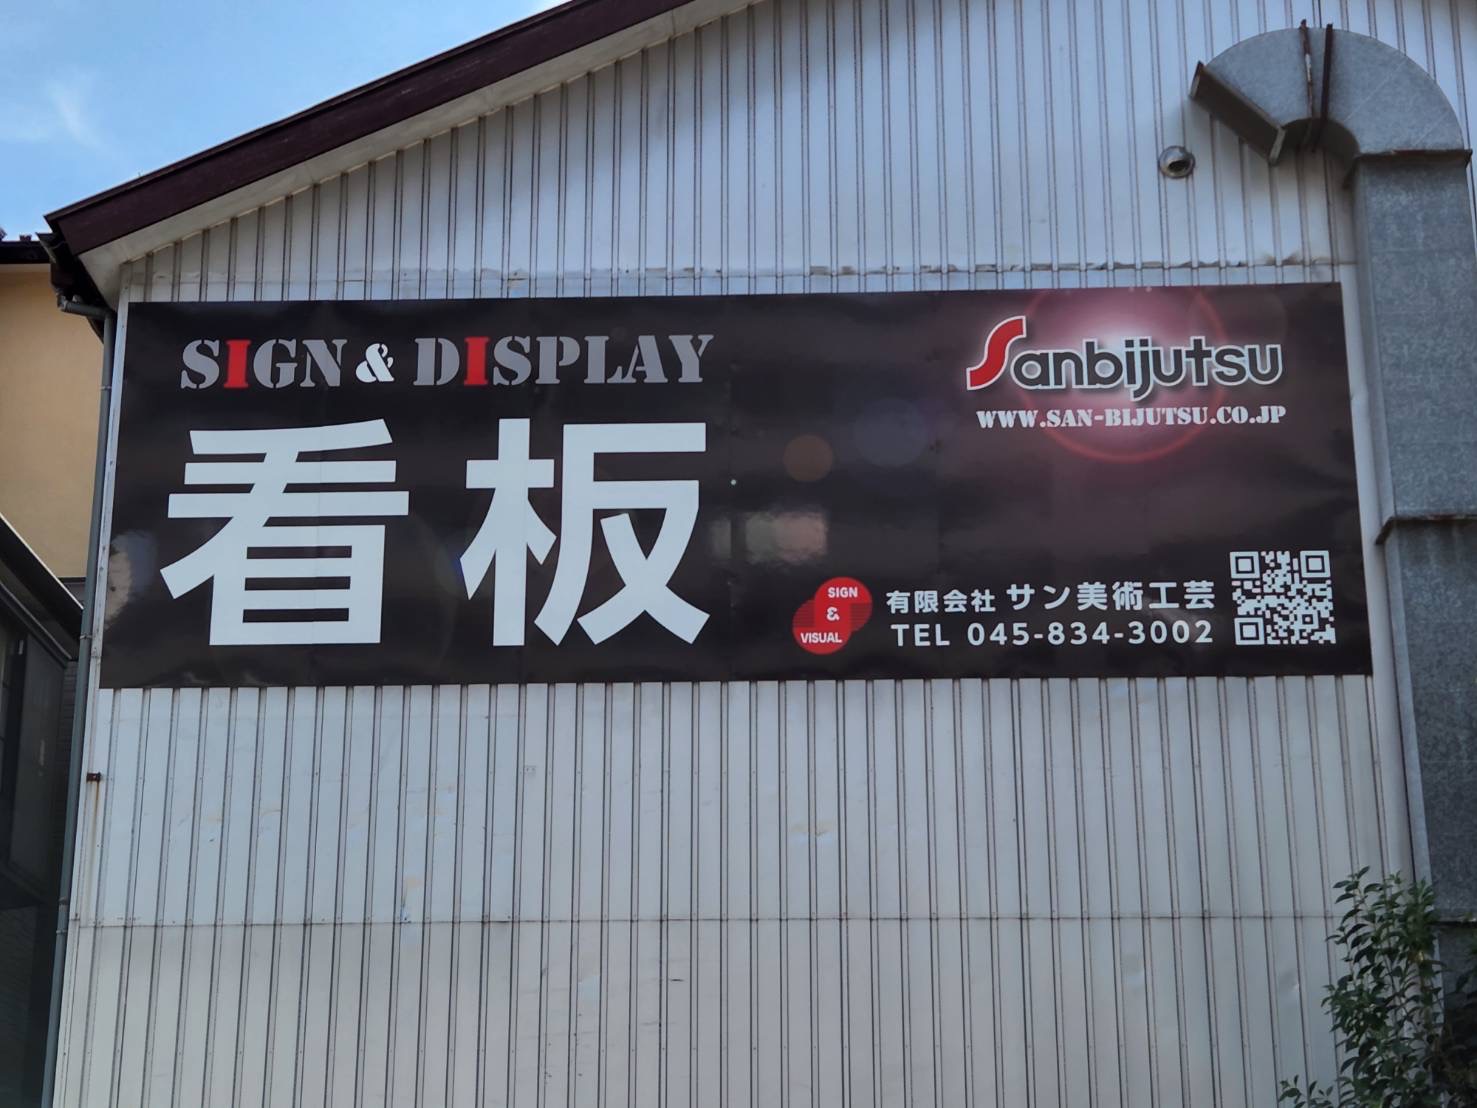 SIGN & DISPLAY
看板
Sanbijutsu
WWW.SAN-BIJUTSU.CO.JP
SIGN
&
VISUAL
有限会社 サン美術工芸
TEL 045-834-3002